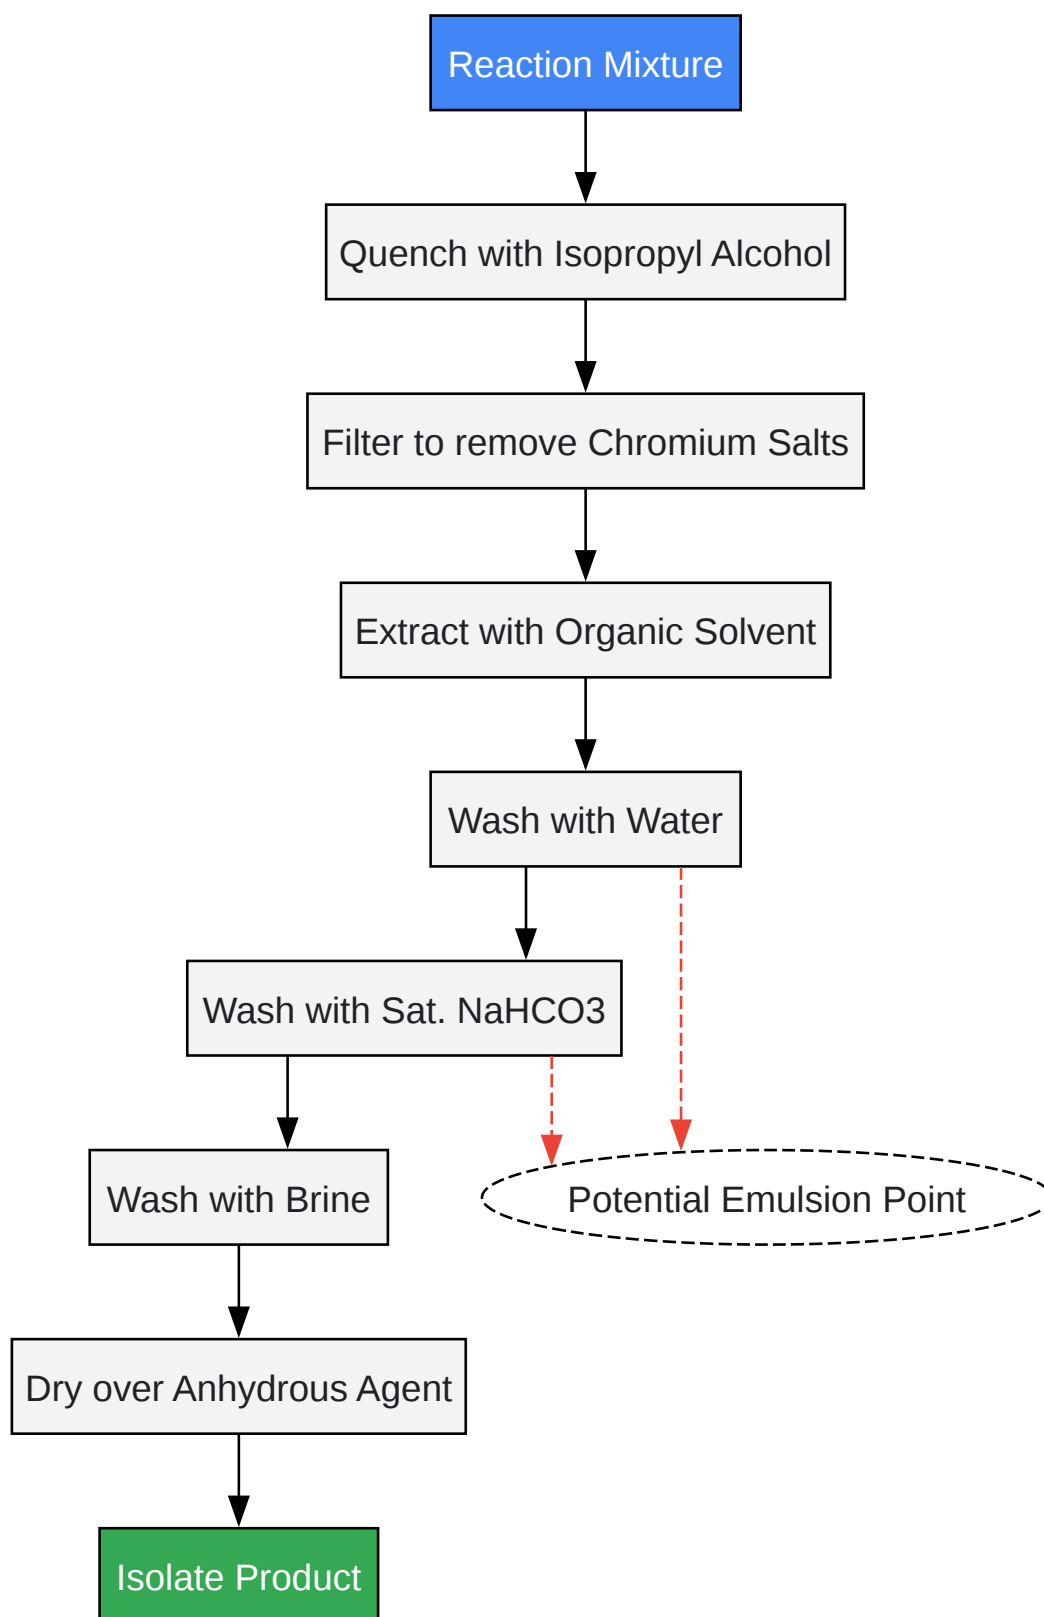 Reaction Mixture
Quench with Isopropyl Alcohol
Filter to remove Chromium Salts
Extract with Organic Solvent
Wash with Water
Wash with Sat. NaHCO3
Wash with Brine
Potential Emulsion Point
Dry over Anhydrous Agent
Isolate Product